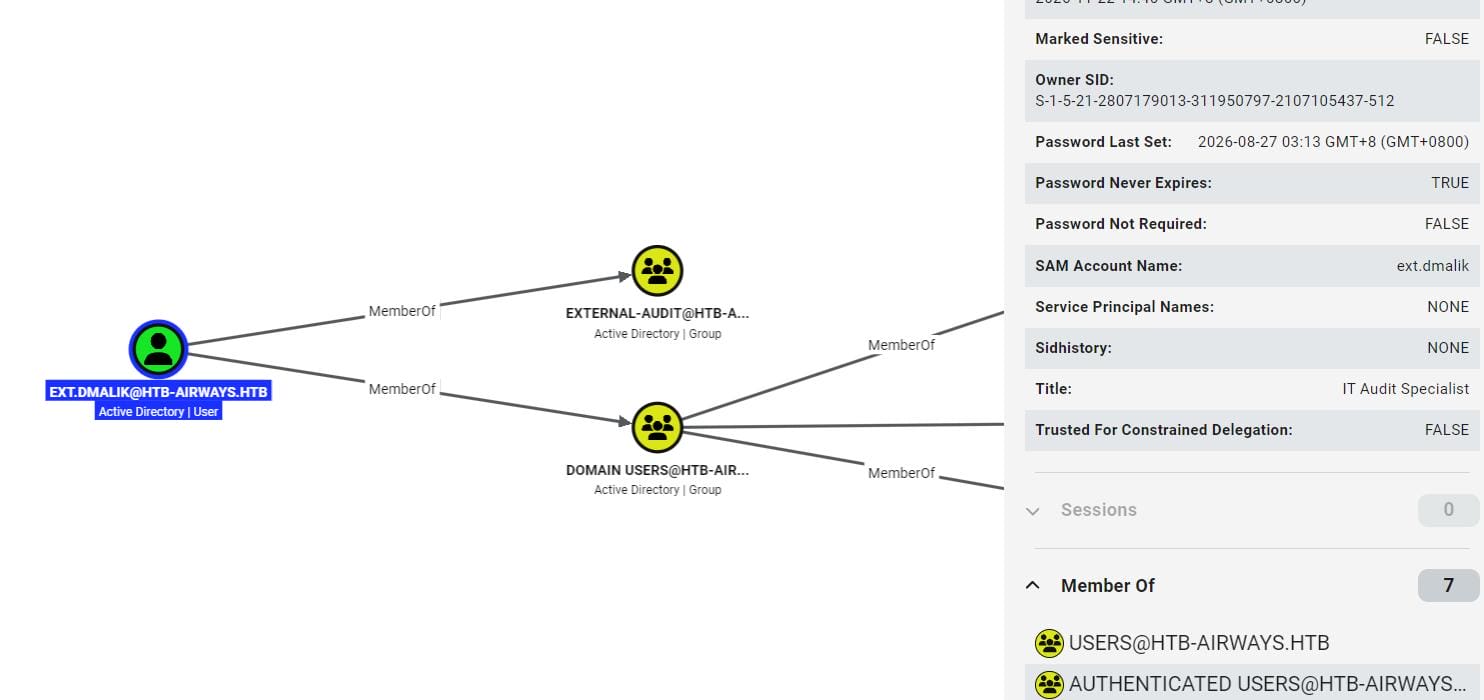 MemberOf
EXTERNAL-AUDIT@HTB-A...
Active Directory | Group
EXT.DMALIK@HTB-AIRWAYS.HTB
Active Directory | User
MemberOf
DOMAIN USERS@HTB-AIR...
Active Directory | Group
MemberOf
MemberOf
Marked Sensitive: FALSE
Owner SID:
S-1-5-21-2807179013-311950797-2107105437-512
Password Last Set: 2026-08-27 03:13 GMT+8 (GMT+0800)
Password Never Expires: TRUE
Password Not Required: FALSE
SAM Account Name: ext.dmalik
Service Principal Names: NONE
Sidhistory: NONE
Title: IT Audit Specialist
Trusted For Constrained Delegation: FALSE
Sessions 0
Member Of 7
USERS@HTB-AIRWAYS.HTB
AUTHENTICATED USERS@HTB-AIRWAYS...